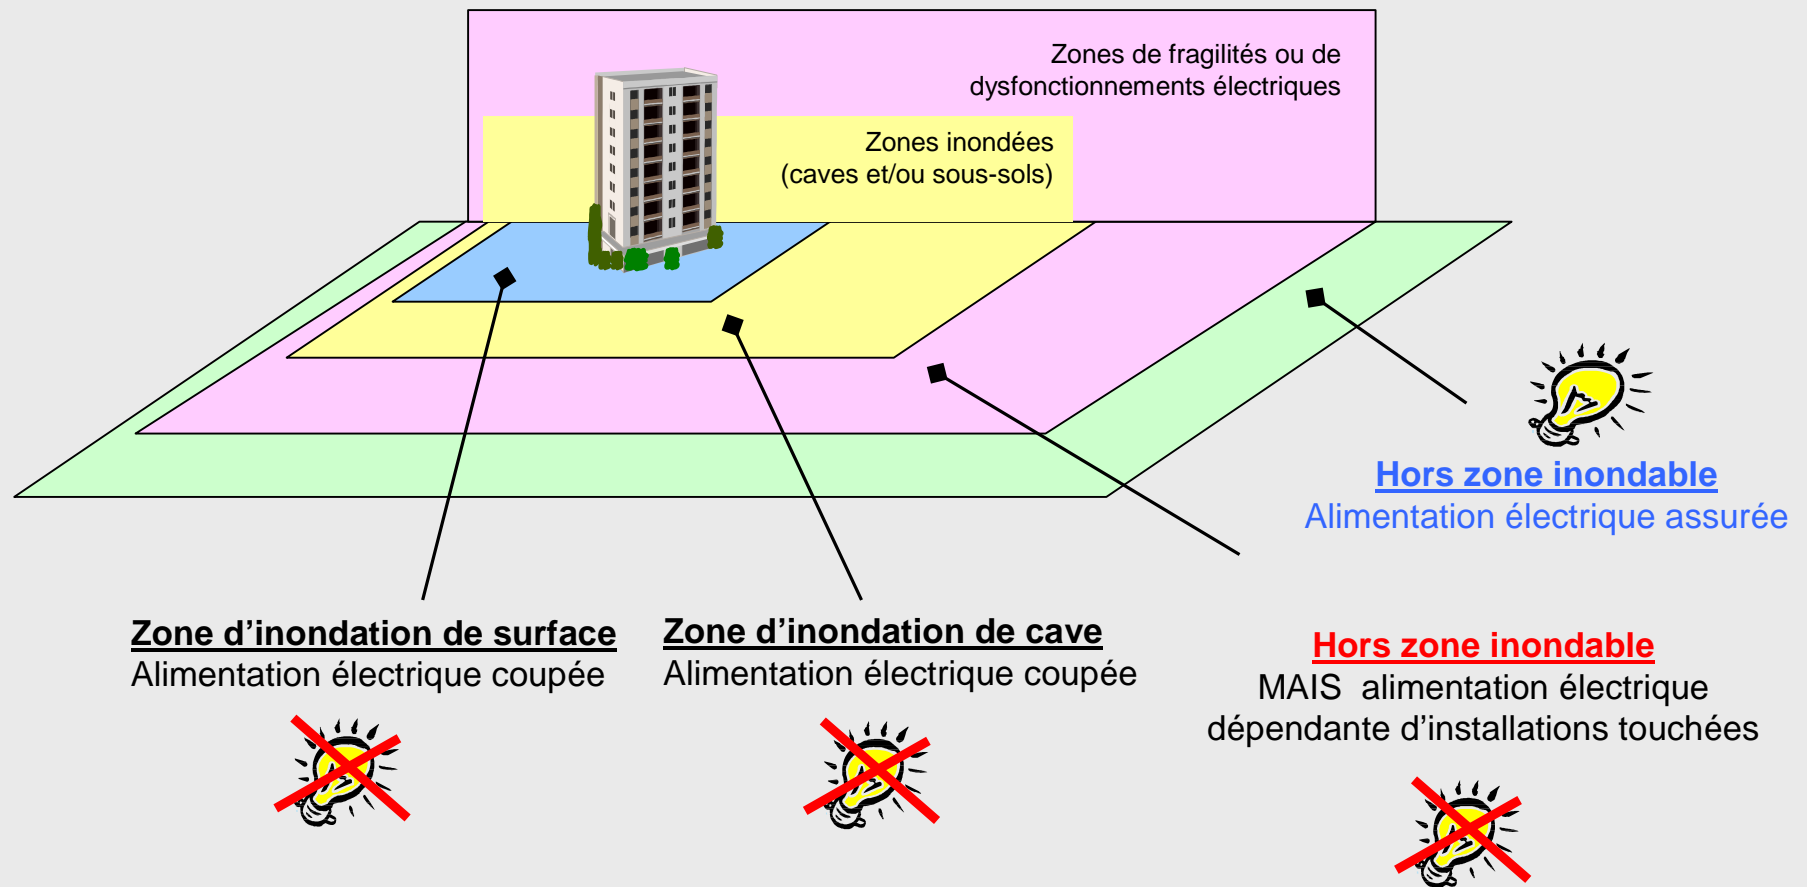 Zones de fragilités ou de
dysfonctionnements électriques
Zones inondées
(caves et/ou sous-sols)
Hors zone inondable
Alimentation électrique assurée
Zone d’inondation de surface
Alimentation électrique coupée
Zone d’inondation de cave
Alimentation électrique coupée
Hors zone inondable
MAIS alimentation électrique
dépendante d’installations touchées